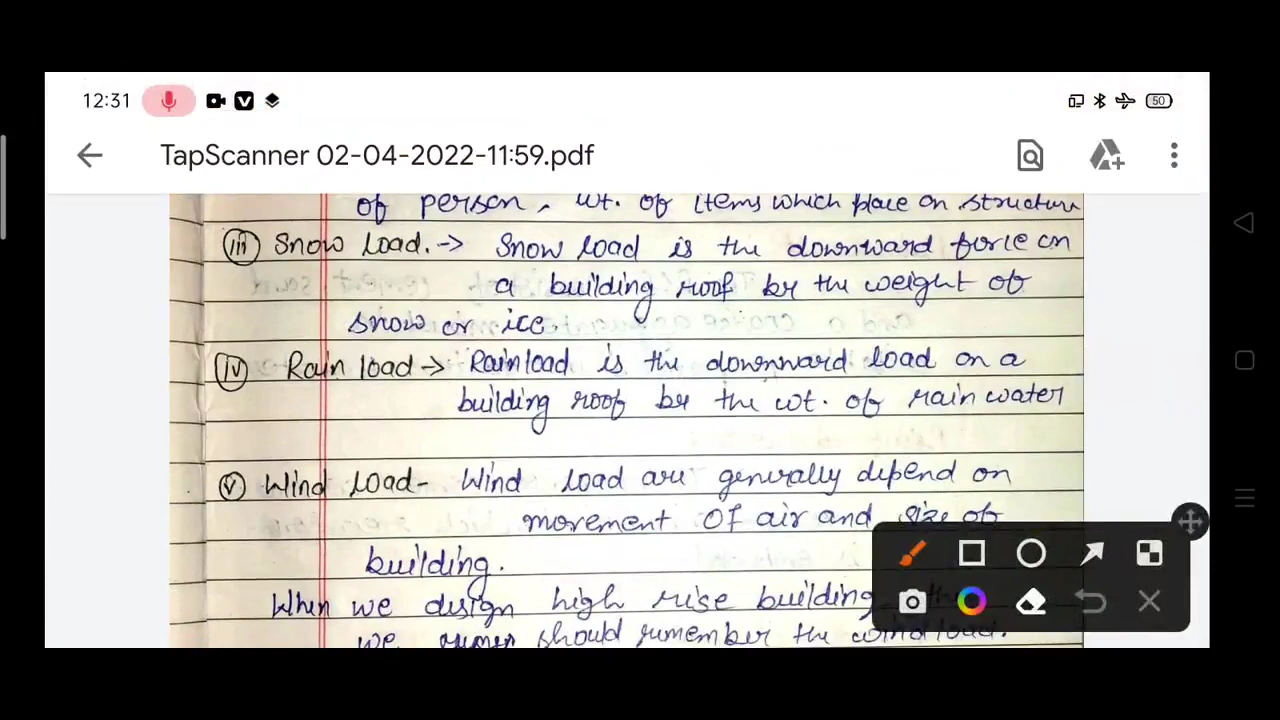 12:31
50
TapScanner 02-04-2022-11:59.pdf
of person, wt. of items which place on structure
(iii) Snow load. → Snow load is the downward force on
a building roof by the weight of
snow or ice.
(iv) Rain load → Rainload is the downward load on a
building roof by the wt. of rain water
(v) Wind load - Wind load are generally depend on
movement of air and size of
building.
When we design high rise building
we should remember the wind load.